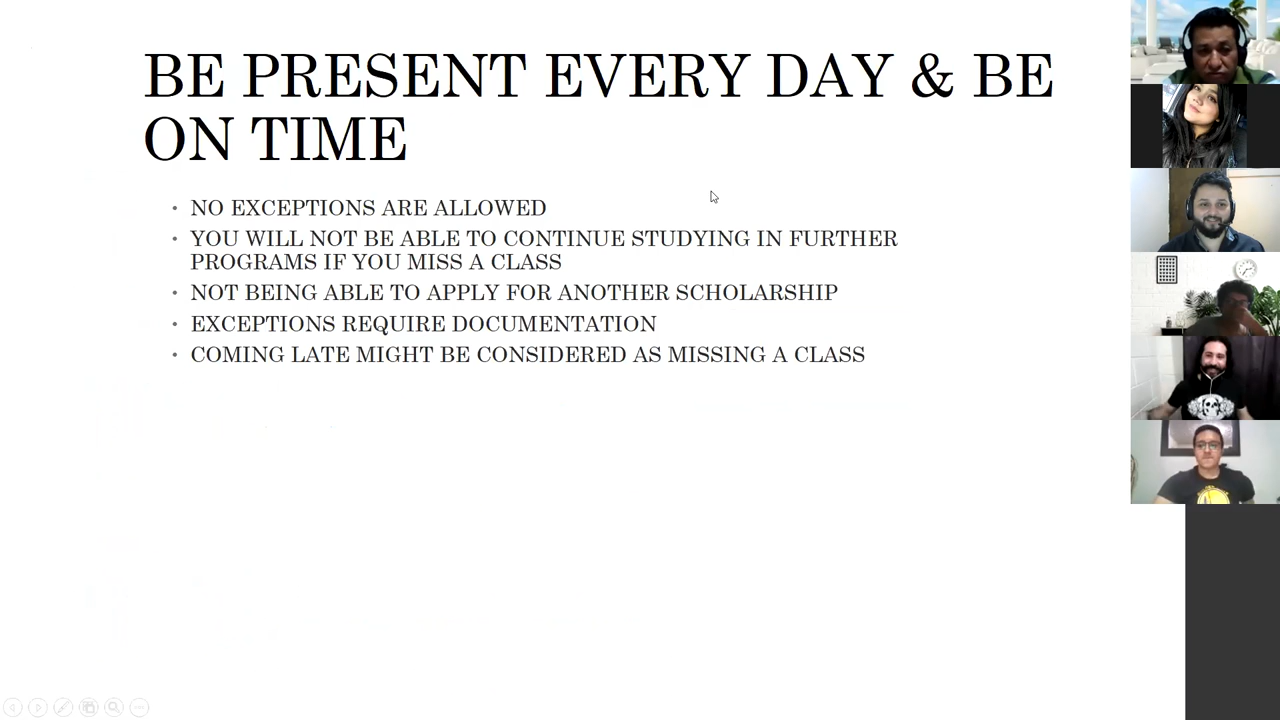 BE PRESENT EVERY DAY & BE
ON TIME
• NO EXCEPTIONS ARE ALLOWED
• YOU WILL NOT BE ABLE TO CONTINUE STUDYING IN FURTHER
PROGRAMS IF YOU MISS A CLASS
• NOT BEING ABLE TO APPLY FOR ANOTHER SCHOLARSHIP
• EXCEPTIONS REQUIRE DOCUMENTATION
• COMING LATE MIGHT BE CONSIDERED AS MISSING A CLASS